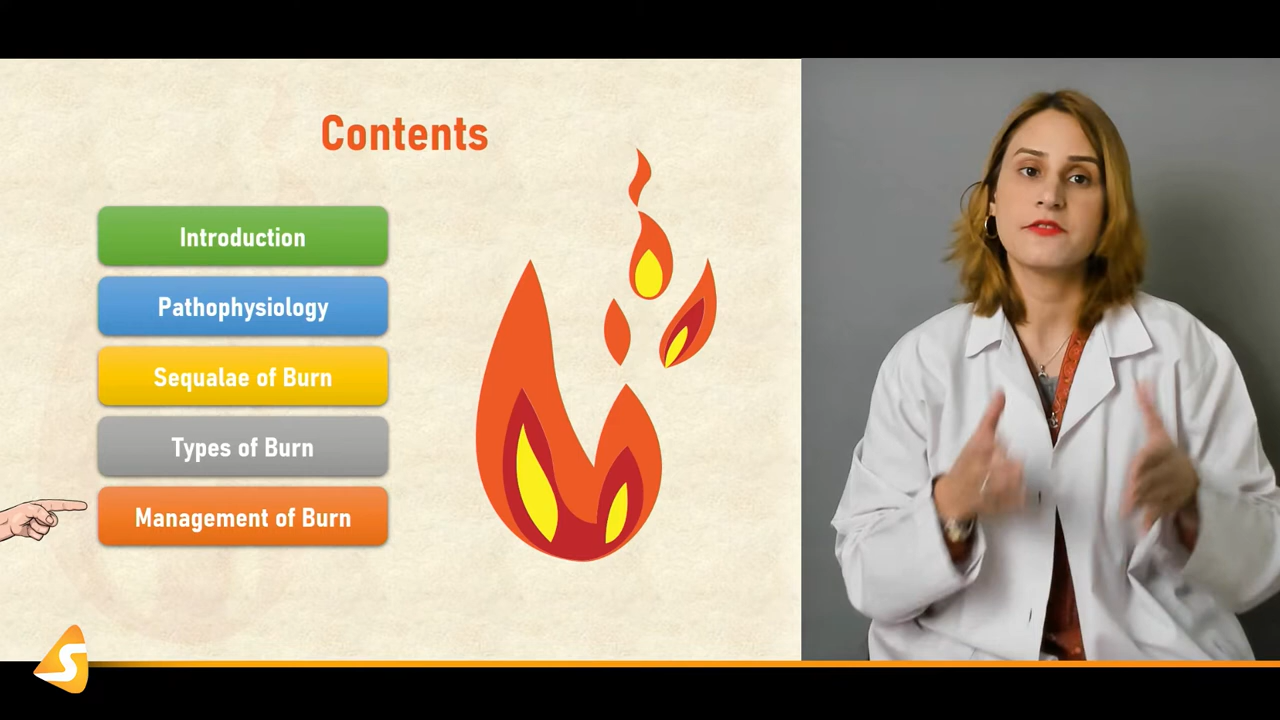 Contents
Introduction
Pathophysiology
Sequalae of Burn
Types of Burn
Management of Burn
S